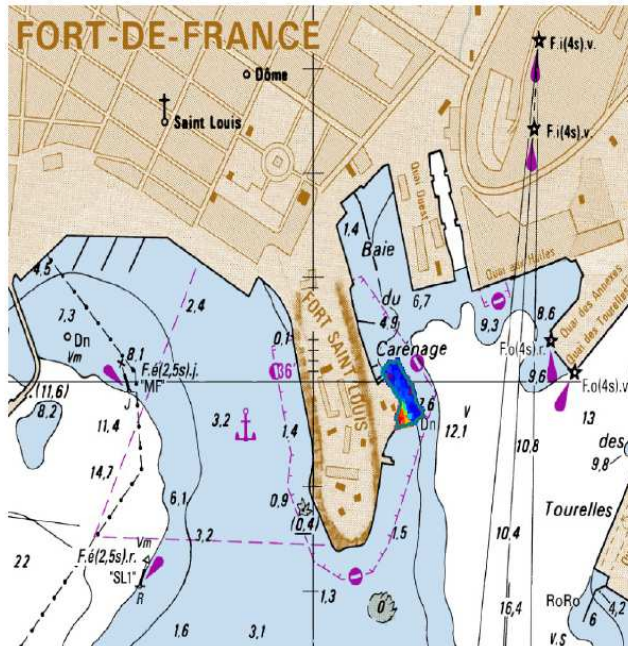 FORT-DE-FRANCE
F.i(4s).v.
Dôme
Saint Louis
F.i(4s).v.
Quai Ouest
1,4
Baie
4,5
2,4
du
6,7
Quai aux Huiles
7,3
9,3
8,6
Quai des Annexes
Quai des Tourelles
4,9
FORT SAINT LOUIS
0,1
Dn
Vm
8,1
Carénage
F.o(4s).r.
F.é(2,5s).j.
"MF"
36
9,6
F.o(4s).v.
(11,6)
J
8,2
7,6
V
13
11,4
3,2
1,4
Dn
12,1
10,8
des
9,8
14,7
6,1
0,9
(0,4)
Tourelles
3,2
1,5
10,4
22
Vm
F.é(2,5s).r.
"SL1"
R
1,3
0
16,4
RoRo
6
4,2
1,6
3,1
V.S